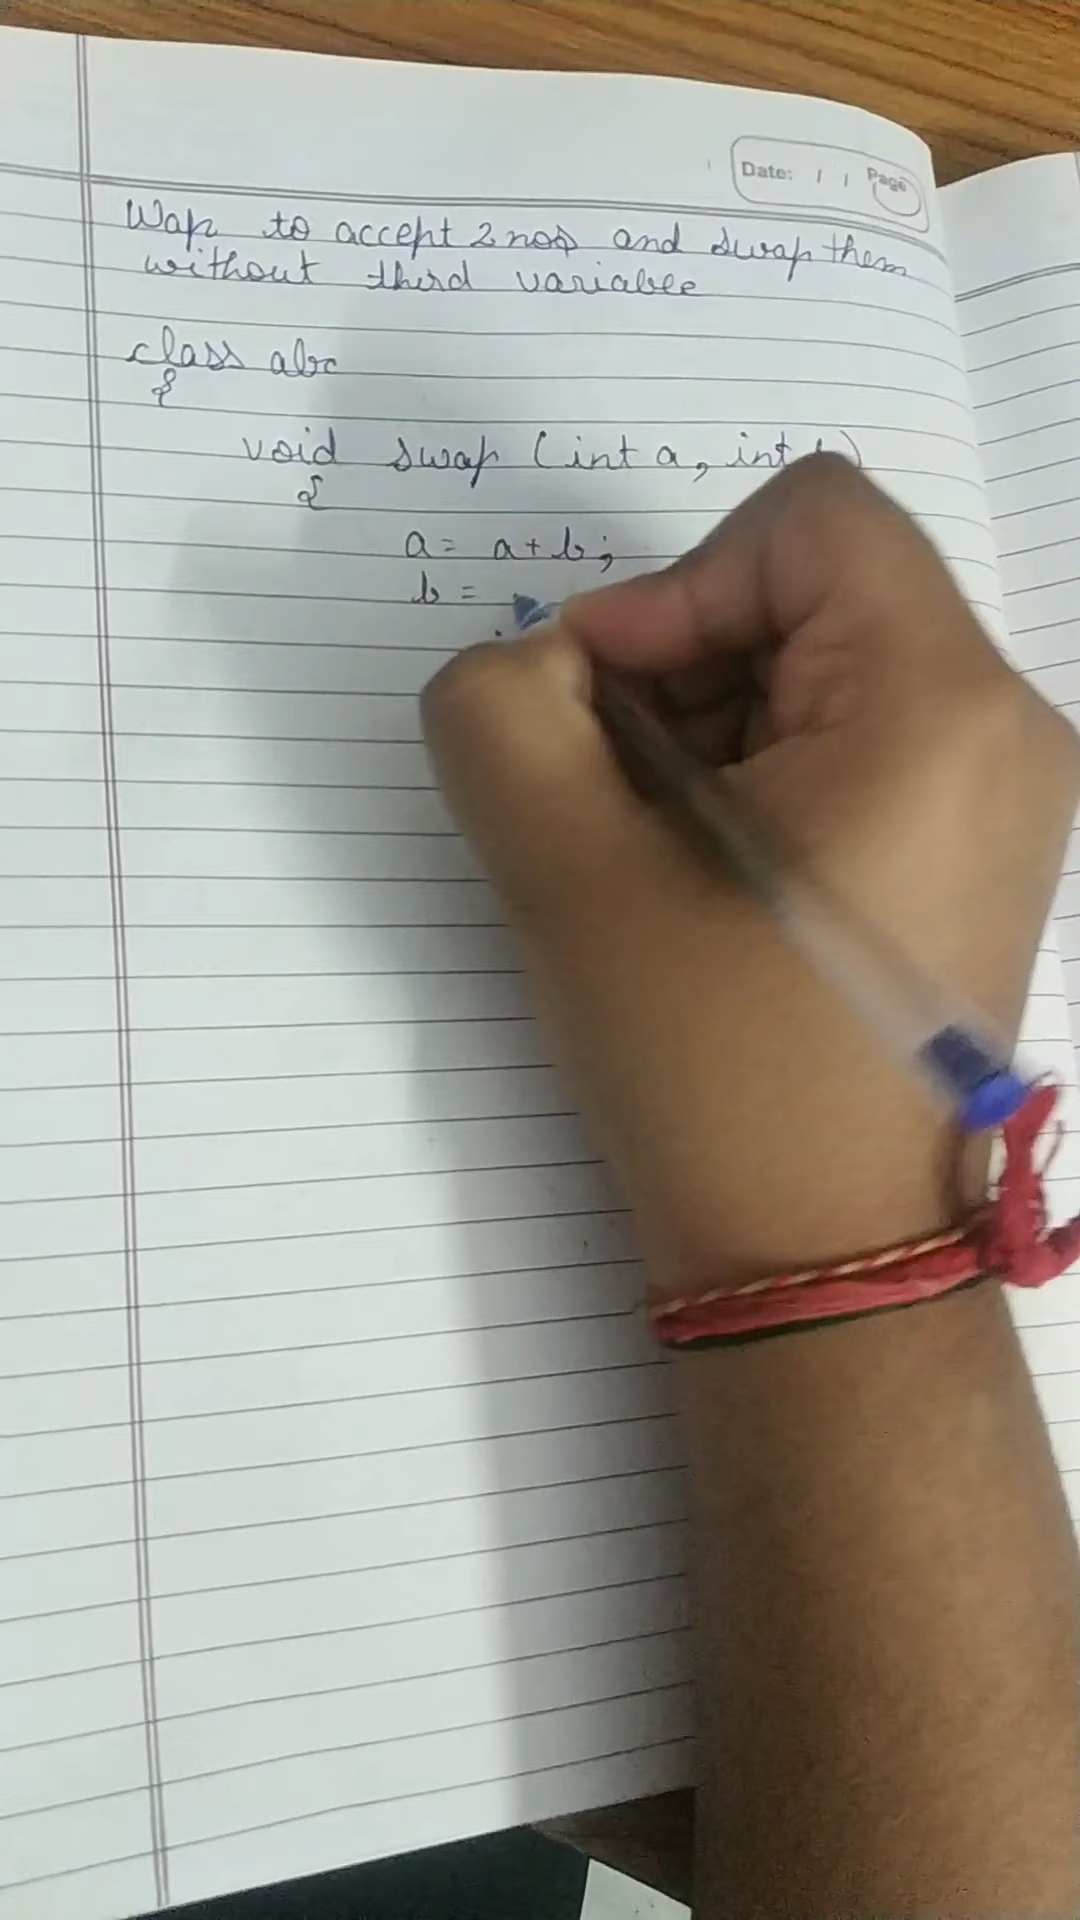 Date: / / Page
Wap to accept 2 nos and swap them
without third variable
class abc
{
void swap (int a, int b)
{
a = a + b;
b =